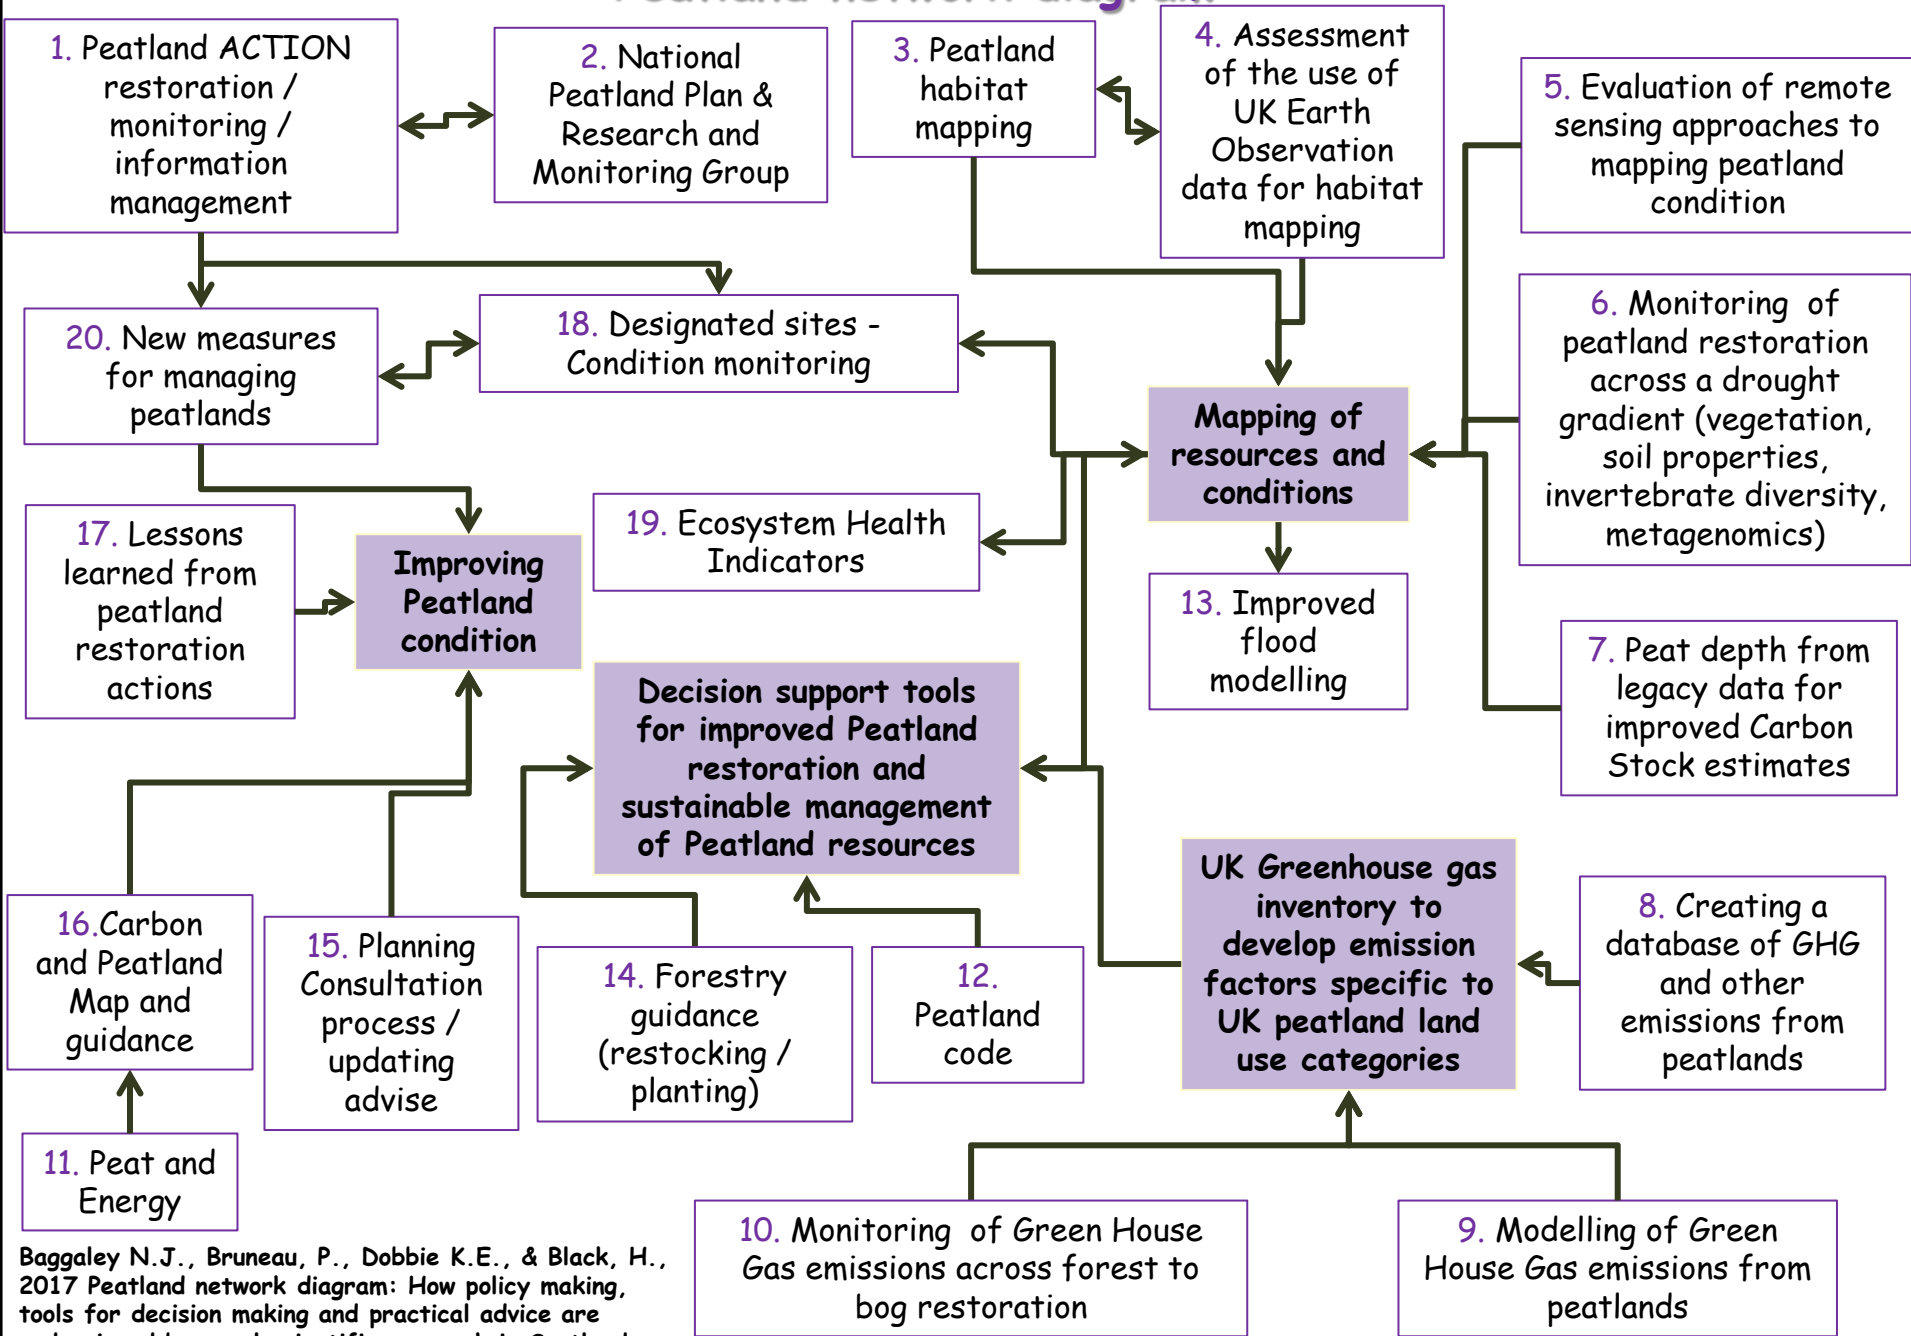 Peatland network diagram
1. Peatland ACTION
restoration /
monitoring /
information
management
2. National
Peatland Plan &
Research and
Monitoring Group
3. Peatland
habitat
mapping
4. Assessment
of the use of
UK Earth
Observation
data for habitat
mapping
5. Evaluation of remote
sensing approaches to
mapping peatland
condition
6. Monitoring of
peatland restoration
across a drought
gradient (vegetation,
soil properties,
invertebrate diversity,
metagenomics)
20. New measures
for managing
peatlands
18. Designated sites -
Condition monitoring
Mapping of
resources and
conditions
17. Lessons
learned from
peatland
restoration
actions
Improving
Peatland
condition
19. Ecosystem Health
Indicators
13. Improved
flood
modelling
7. Peat depth from
legacy data for
improved Carbon
Stock estimates
Decision support tools
for improved Peatland
restoration and
sustainable management
of Peatland resources
UK Greenhouse gas
inventory to
develop emission
factors specific to
UK peatland land
use categories
8. Creating a
database of GHG
and other
emissions from
peatlands
16.Carbon
and Peatland
Map and
guidance
15. Planning
Consultation
process /
updating
advise
14. Forestry
guidance
(restocking /
planting)
12.
Peatland
code
11. Peat and
Energy
10. Monitoring of Green House
Gas emissions across forest to
bog restoration
9. Modelling of Green
House Gas emissions from
peatlands
Baggaley N.J., Bruneau, P., Dobbie K.E., & Black, H.,
2017 Peatland network diagram: How policy making,
tools for decision making and practical advice are